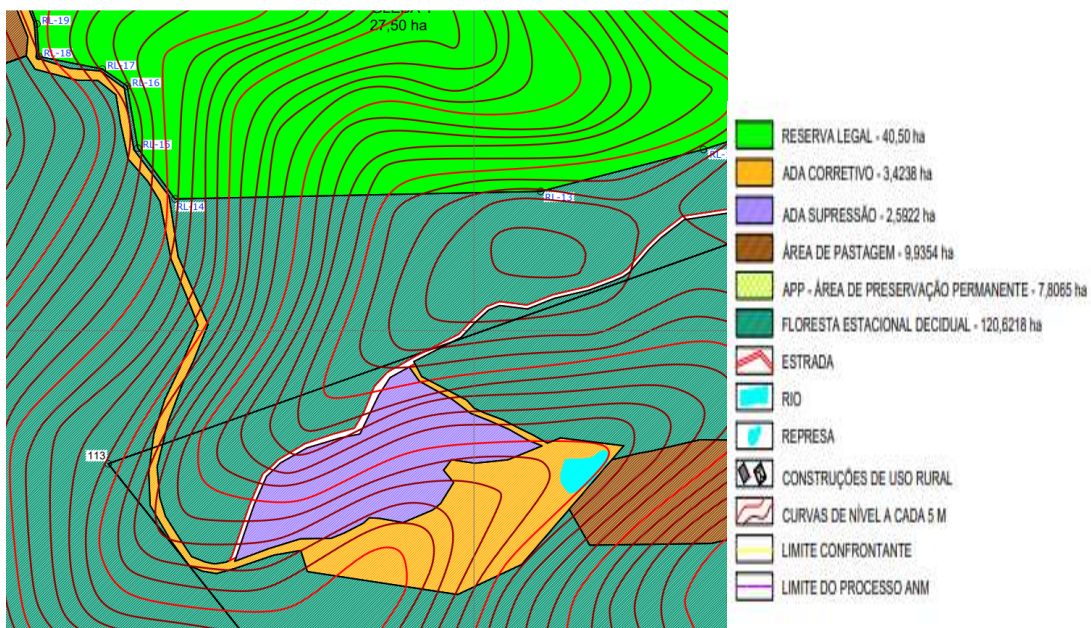 27,50 ha
RL-19
RL-18
RL-17
RL-16
RL-15
RL-14
RL-13
RL-
113
RESERVA LEGAL - 40,50 ha
ADA CORRETIVO - 3,4238 ha
ADA SUPRESSÃO - 2,5922 ha
ÁREA DE PASTAGEM - 9,9354 ha
APP - ÁREA DE PRESERVAÇÃO PERMANENTE - 7,8065 ha
FLORESTA ESTACIONAL DECIDUAL - 120,6218 ha
ESTRADA
RIO
REPRESA
CONSTRUÇÕES DE USO RURAL
CURVAS DE NÍVEL A CADA 5 M
LIMITE CONFRONTANTE
LIMITE DO PROCESSO ANM